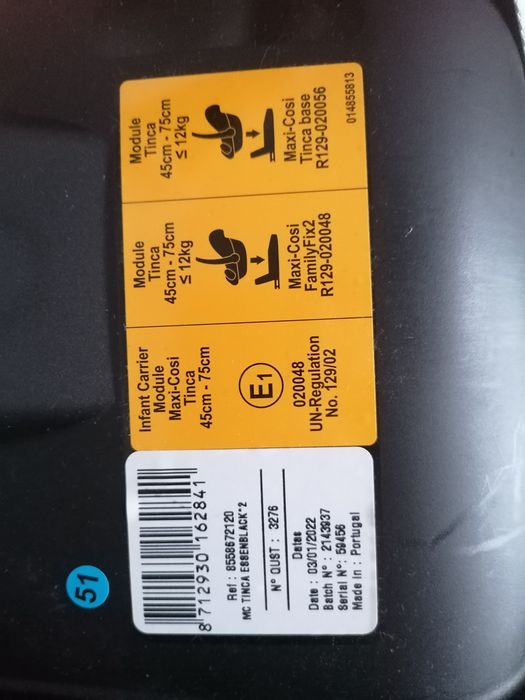 Infant Carrier
Module
Maxi-Cosi
Tinca
45cm - 75cm
E1
020048
UN-Regulation
No. 129/02
Module
Tinca
45cm - 75cm
≤ 12kg
Maxi-Cosi
FamilyFix2
R129-020048
Module
Tinca
45cm - 75cm
≤ 12kg
Maxi-Cosi
Tinca base
R129-020056
014855813
8 712930 162841
Ref : 8558672120
MC TINCA ESSENBLACK*2
N° OUST : 3276
Datas
Date : 03/01/2022
Batch N° : 2143937
Serial N°: 59456
Made In : Portugal
51